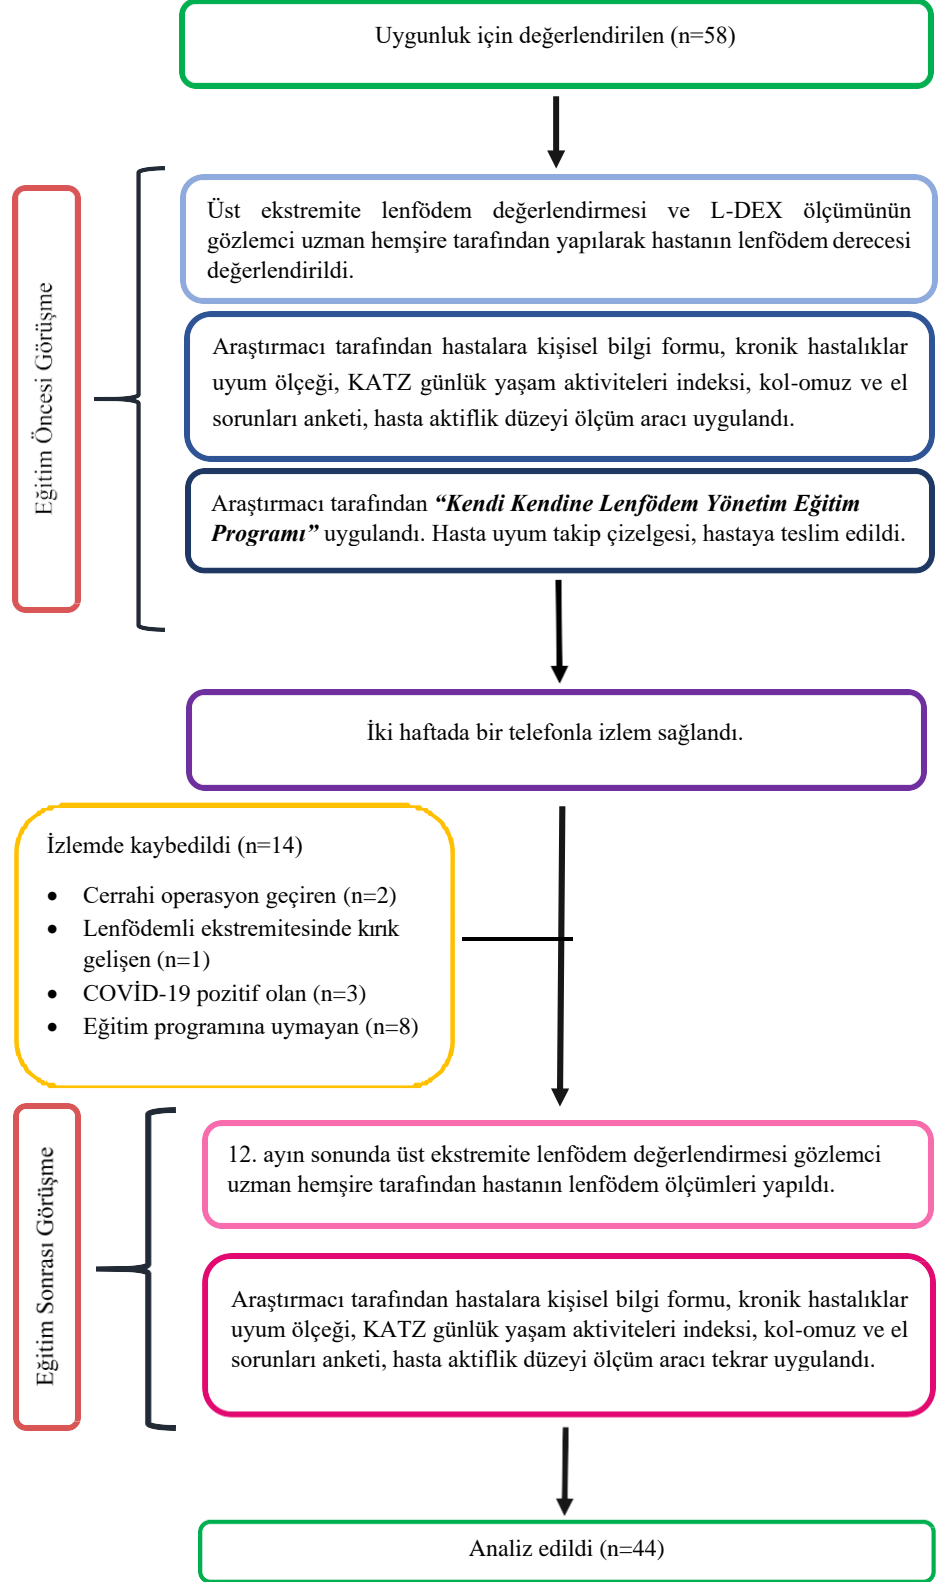 Uygunluk için değerlendirilen (n=58)
Eğitim Öncesi Görüşme
Üst ekstremite lenfödem değerlendirmesi ve L-DEX ölçümünün
gözlemci uzman hemşire tarafından yapılarak hastanın lenfödem derecesi
değerlendirildi.
Araştırmacı tarafından hastalara kişisel bilgi formu, kronik hastalıklar
uyum ölçeği, KATZ günlük yaşam aktiviteleri indeksi, kol-omuz ve el
sorunları anketi, hasta aktiflik düzeyi ölçüm aracı uygulandı.
Araştırmacı tarafından “Kendi Kendine Lenfödem Yönetim Eğitim
Programı” uygulandı. Hasta uyum takip çizelgesi, hastaya teslim edildi.
İki haftada bir telefonla izlem sağlandı.
İzlemde kaybedildi (n=14)
• Cerrahi operasyon geçiren (n=2)
• Lenfödemli ekstremitesinde kırık
gelişen (n=1)
• COVİD-19 pozitif olan (n=3)
• Eğitim programına uymayan (n=8)
Eğitim Sonrası Görüşme
12. ayın sonunda üst ekstremite lenfödem değerlendirmesi gözlemci
uzman hemşire tarafından hastanın lenfödem ölçümleri yapıldı.
Araştırmacı tarafından hastalara kişisel bilgi formu, kronik hastalıklar
uyum ölçeği, KATZ günlük yaşam aktiviteleri indeksi, kol-omuz ve el
sorunları anketi, hasta aktiflik düzeyi ölçüm aracı tekrar uygulandı.
Analiz edildi (n=44)